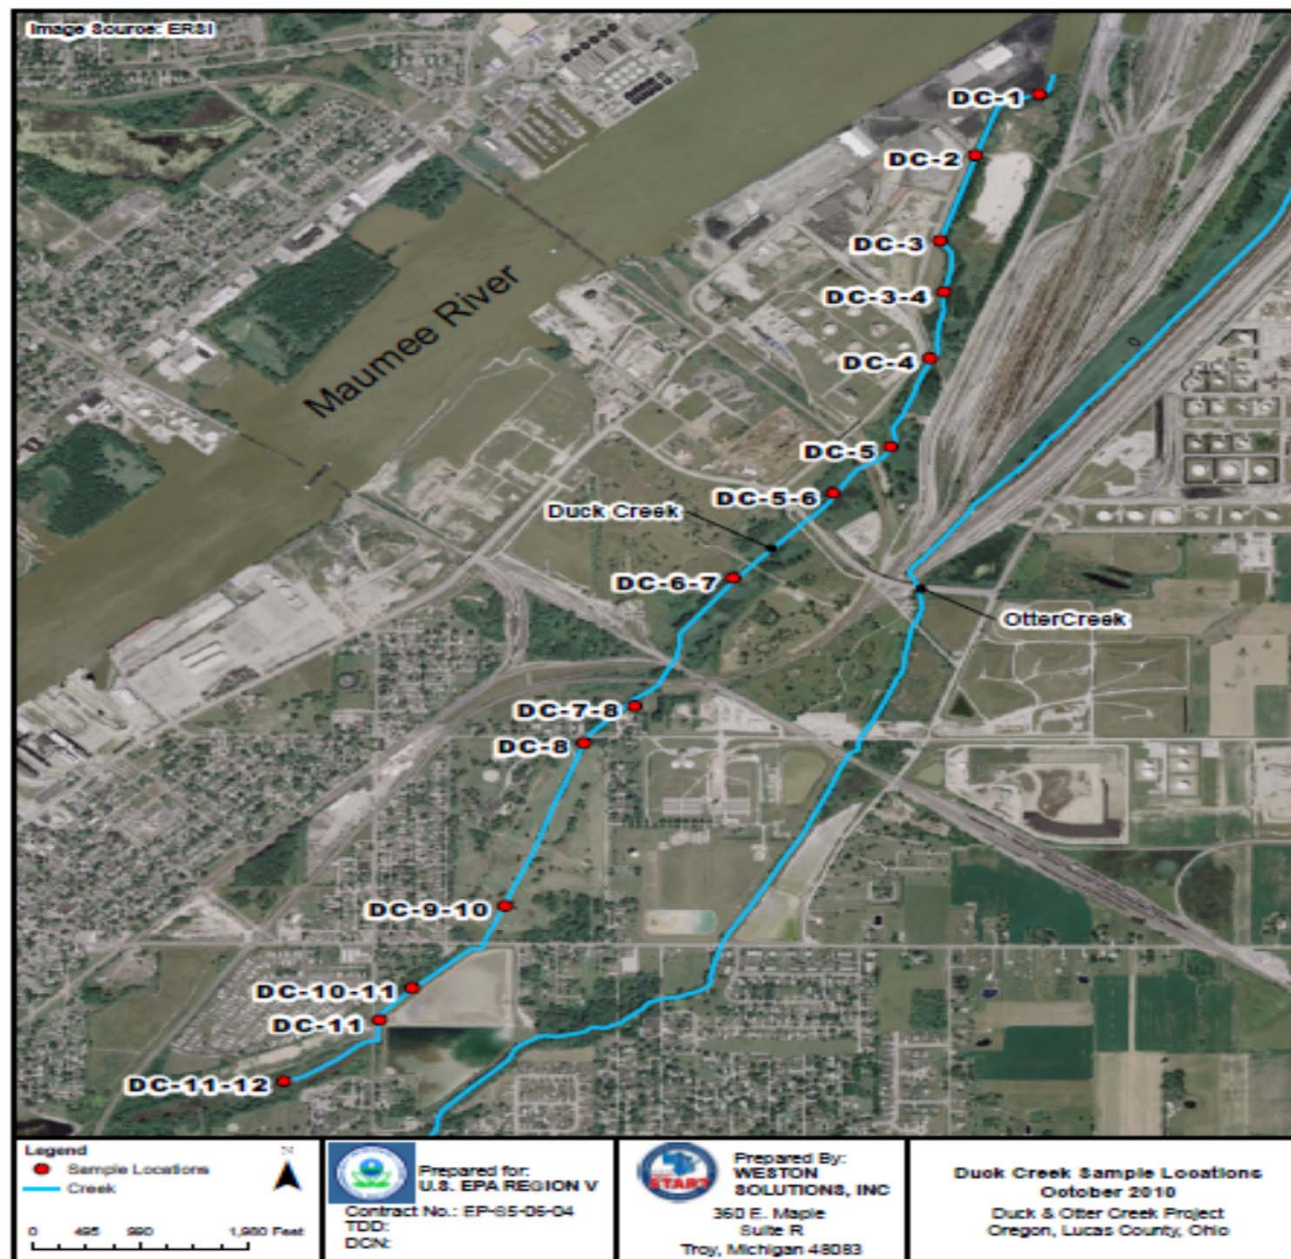 Image Source: ERSI
DC-1
DC-2
DC-3
DC-3-4
DC-4
DC-5
DC-5-6
Duck Creek
DC-6-7
OtterCreek
Maumee River
DC-7-8
DC-8
DC-9-10
DC-10-11
DC-11
DC-11-12
Legend
Sample Locations
Creek
N
0 495 990 1,980 Feet
Prepared for:
U.S. EPA REGION V
Contract No.: EP-S5-06-04
TDD:
DCN:
START
Prepared By:
WESTON
SOLUTIONS, INC
360 E. Maple
Suite R
Troy, Michigan 48083
Duck Creek Sample Locations
October 2010
Duck & Otter Creek Project
Oregon, Lucas County, Ohio